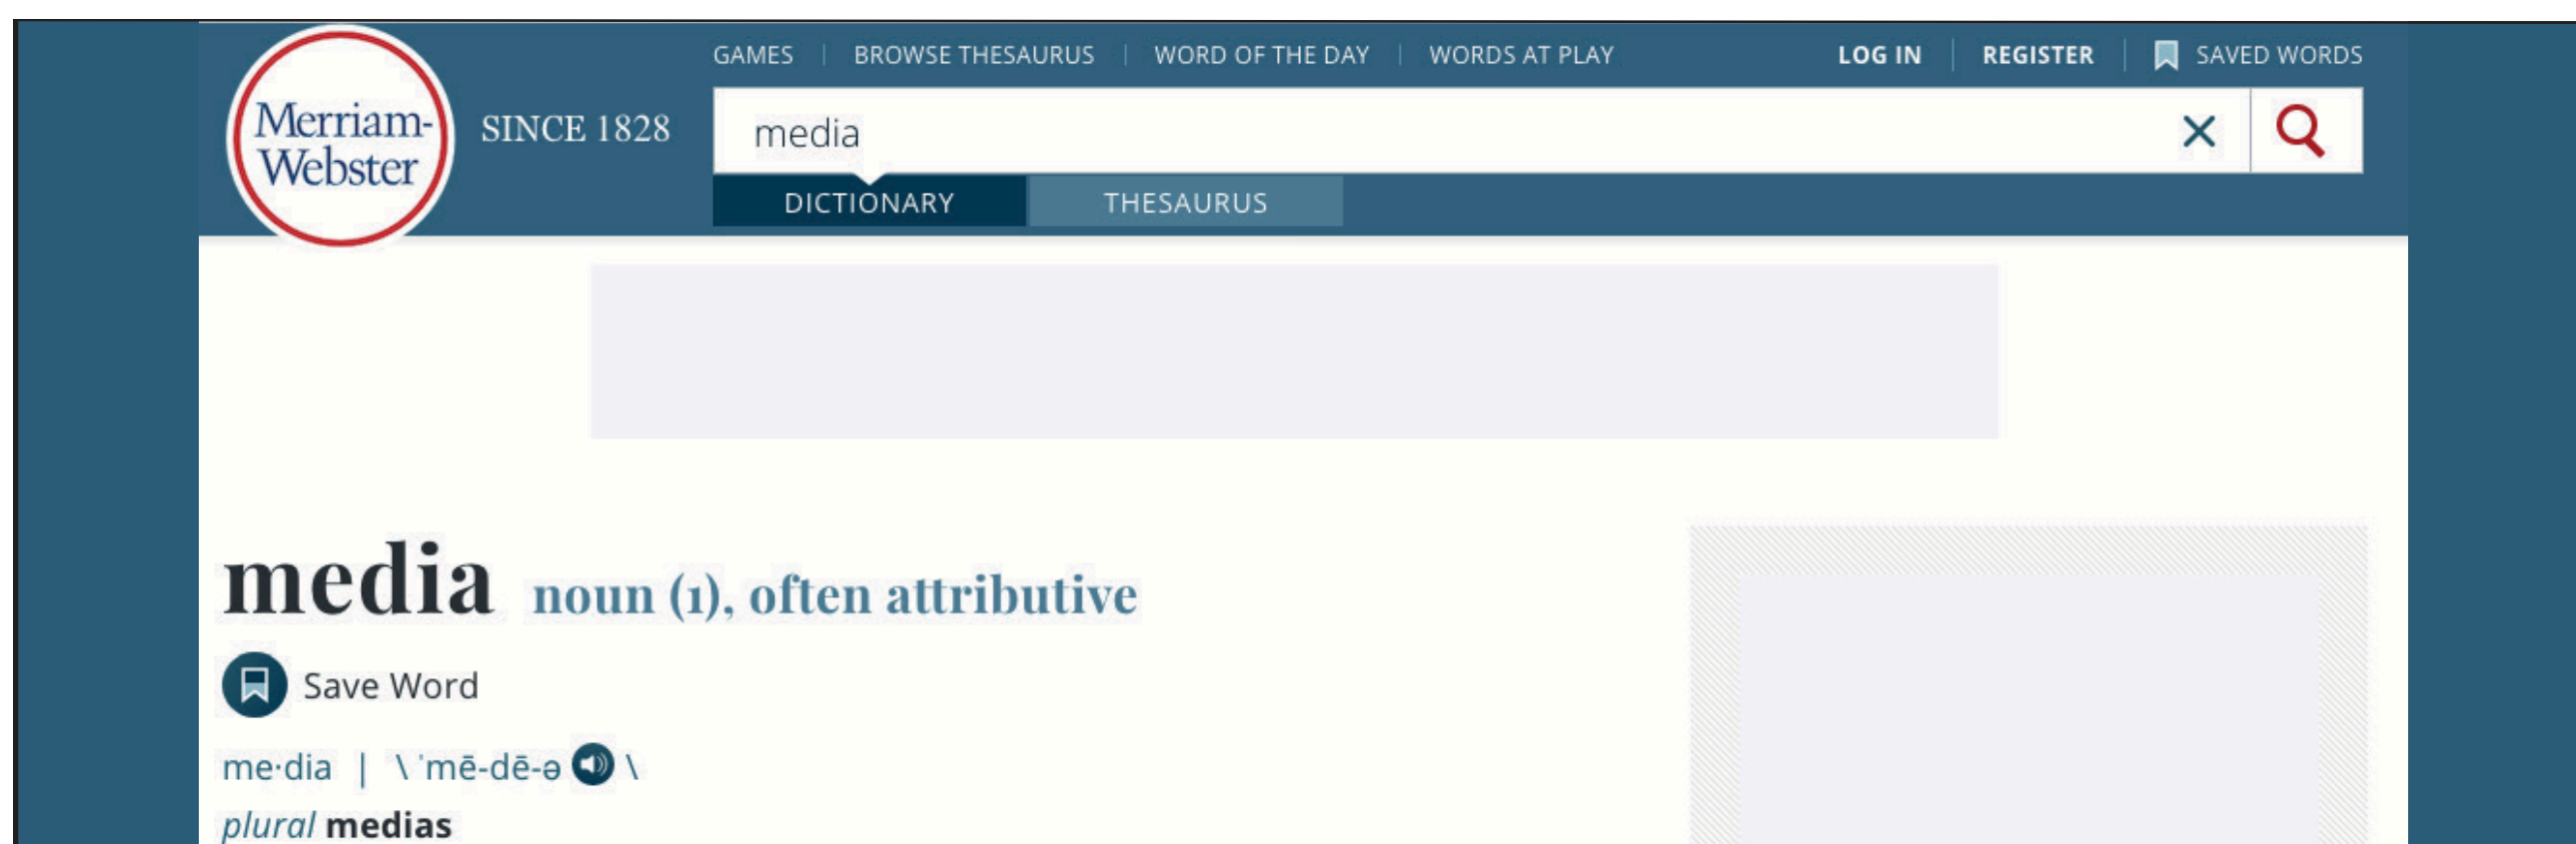 GAMES | BROWSE THESAURUS | WORD OF THE DAY | WORDS AT PLAY
LOG IN | REGISTER | SAVED WORDS
Merriam-
Webster
SINCE 1828
media
DICTIONARY
THESAURUS
media noun (1), often attributive
Save Word
me·dia | \ ˈmē-dē-ə \
plural medias